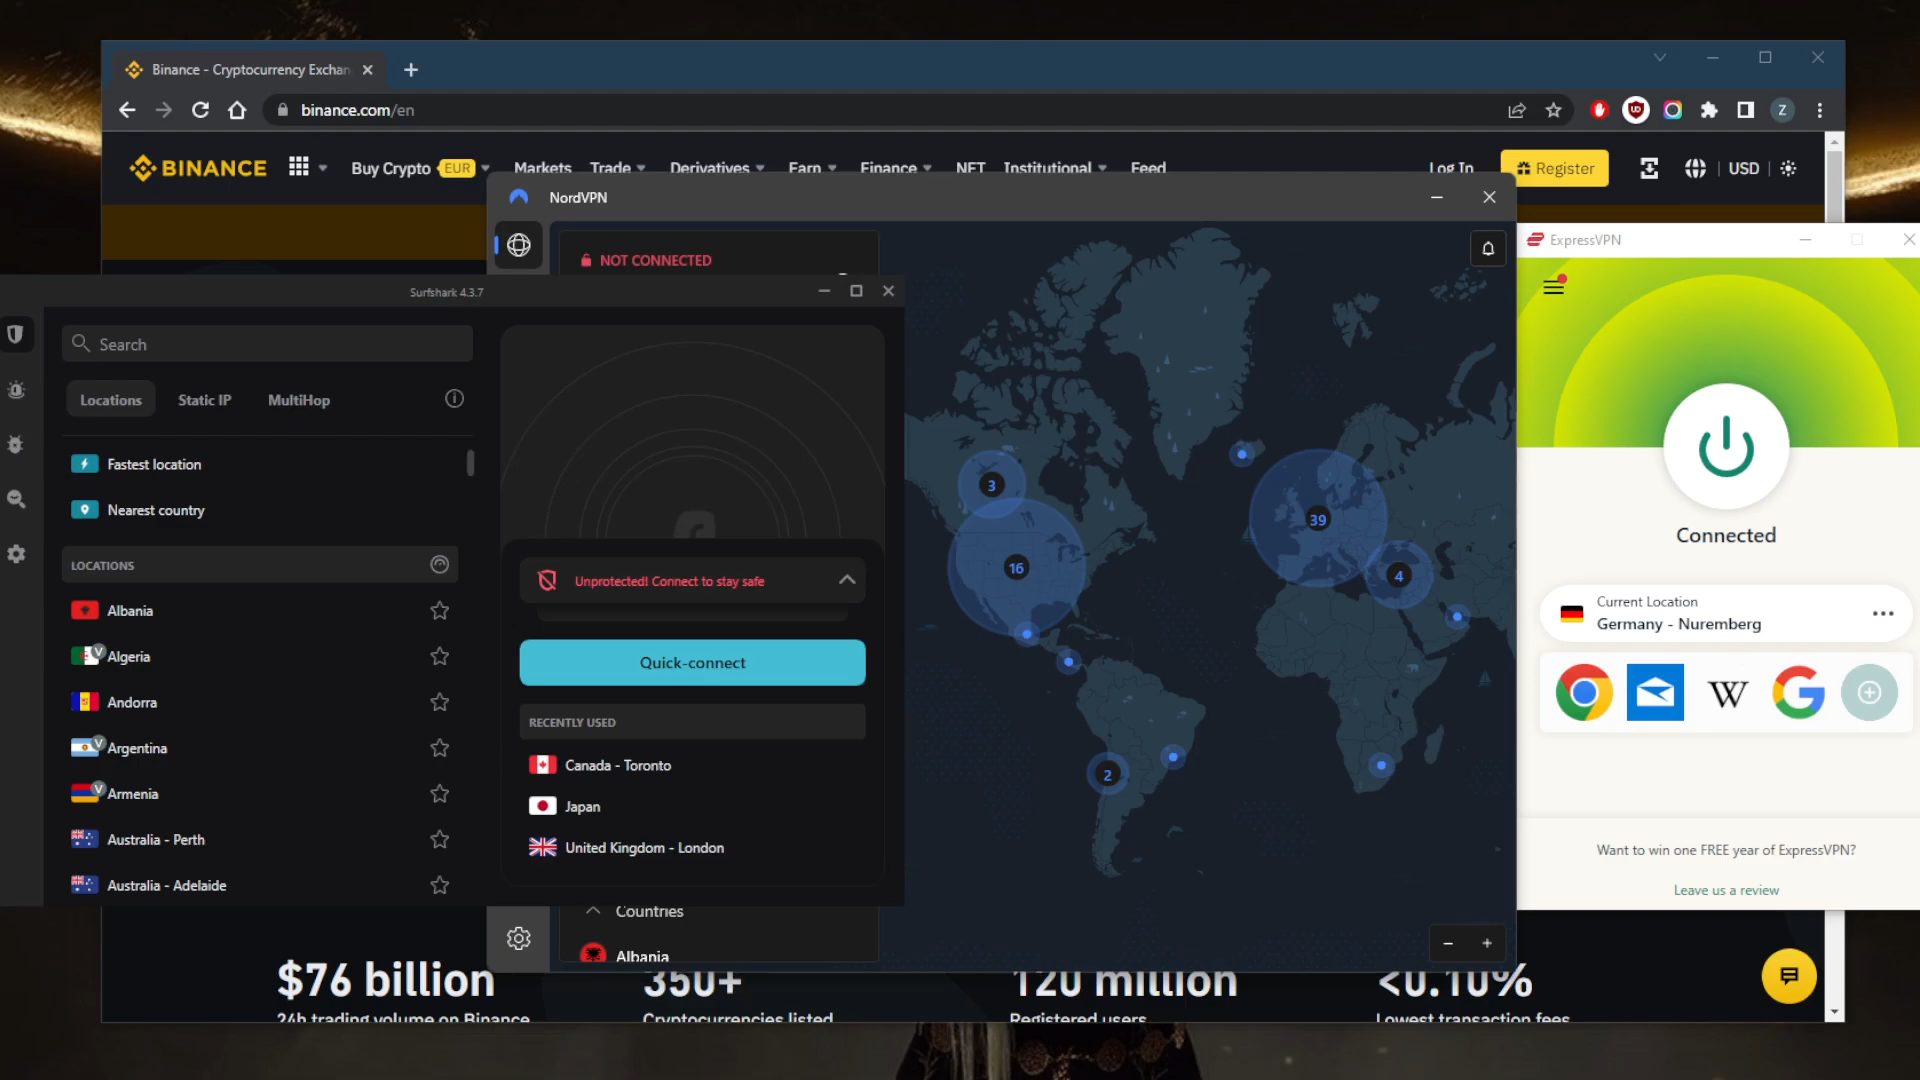 Binance - Cryptocurrency Exchan
binance.com/en
Z
BINANCE
Buy Crypto EUR
Markets
Trade
Derivatives
Earn
Finance
NFT
Institutional
Feed
Log In
Register
USD
NordVPN
NOT CONNECTED
3
16
39
4
2
Surfshark 4.3.7
Search
Locations
Static IP
MultiHop
Fastest location
Nearest country
LOCATIONS
Albania
V
Algeria
Andorra
V
Argentina
V
Armenia
Australia - Perth
Australia - Adelaide
Unprotected! Connect to stay safe
Quick-connect
RECENTLY USED
Canada - Toronto
Japan
United Kingdom - London
Countries
Albania
ExpressVPN
Connected
Current Location
Germany - Nuremberg
W
G
Want to win one FREE year of ExpressVPN?
Leave us a review
$76 billion
24h trading volume on Binance
350+
Cryptocurrencies listed
120 million
Registered users
<0.10%
Lowest transaction fees